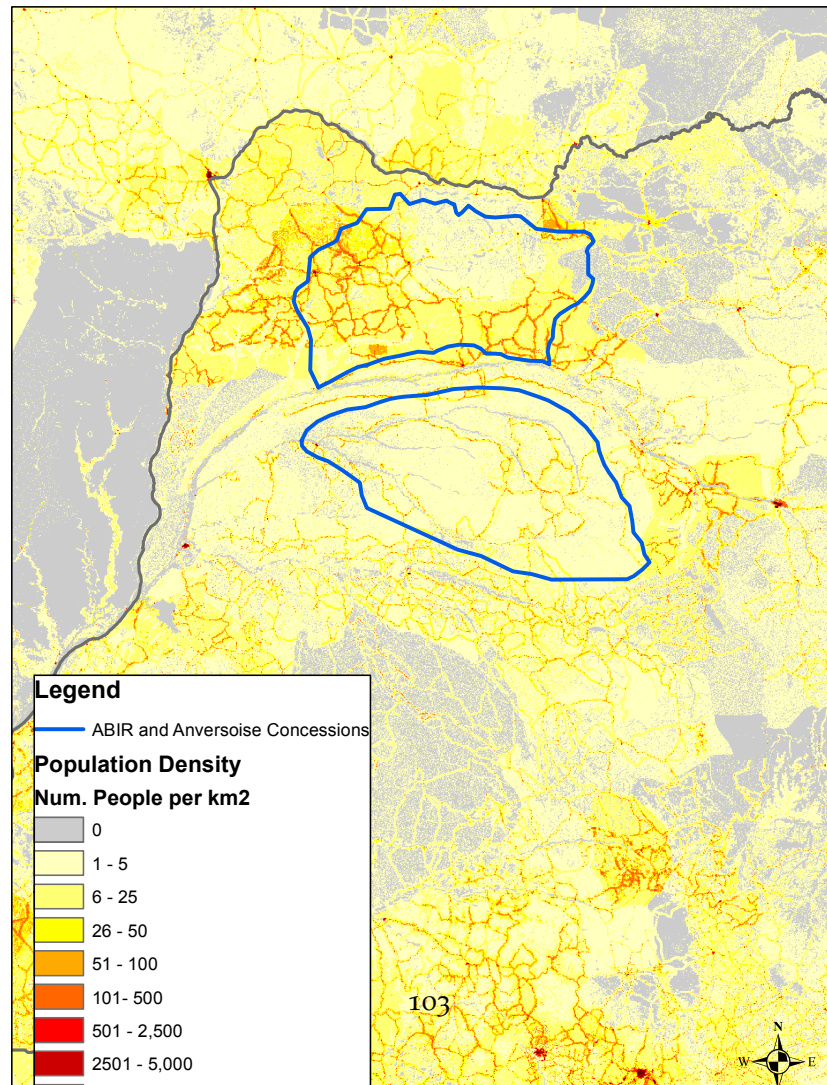 Legend
ABIR and Anversoise Concessions
Population Density
Num. People per km2
0
1 - 5
6 - 25
26 - 50
51 - 100
101- 500
501 - 2,500
2501 - 5,000
103
N
W E
S